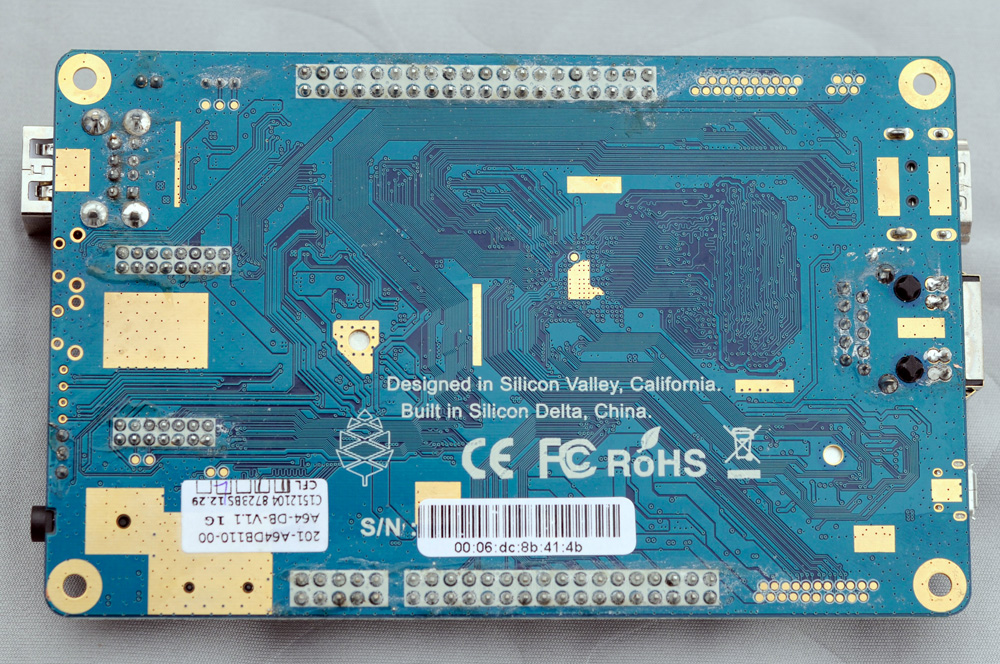 Designed in Silicon Valley, California.
Built in Silicon Delta, China.
CE FC RoHS
S/N:
00:06:dc:8b:41:4b
201-A64DB110-00
A64-DB-V1.1 1G
C1512104 8723BS12.29
CFL